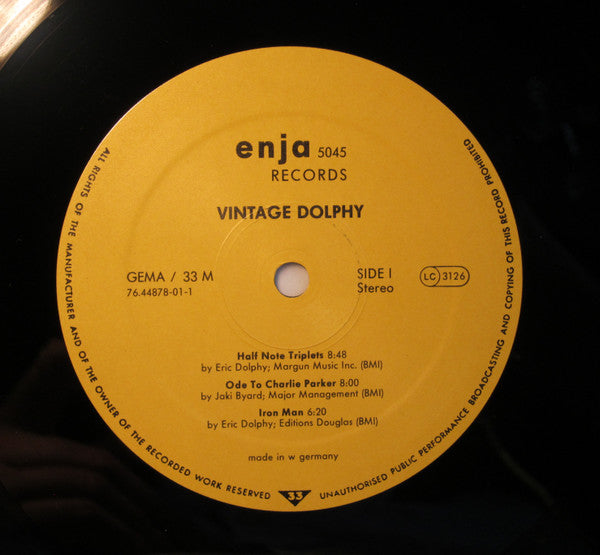 enja 5045
RECORDS
VINTAGE DOLPHY
GEMA / 33 M
76.44878-01-1
SIDE I
Stereo
LC 3126
Half Note Triplets 8:48
by Eric Dolphy; Margun Music Inc. (BMI)
Ode To Charlie Parker 8:00
by Jaki Byard; Major Management (BMI)
Iron Man 6:20
by Eric Dolphy; Editions Douglas (BMI)
made in w germany
ALL RIGHTS OF THE MANUFACTURER AND OF THE OWNER OF THE RECORDED WORK RESERVED
33
UNAUTHORISED PUBLIC PERFORMANCE BROADCASTING AND COPYING OF THIS RECORD PROHIBITED